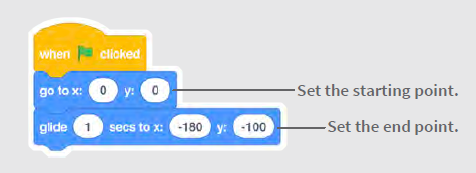 when clicked
go to x: 0 y: 0 Set the starting point.
glide 1 secs to x: -180 y: -100 Set the end point.